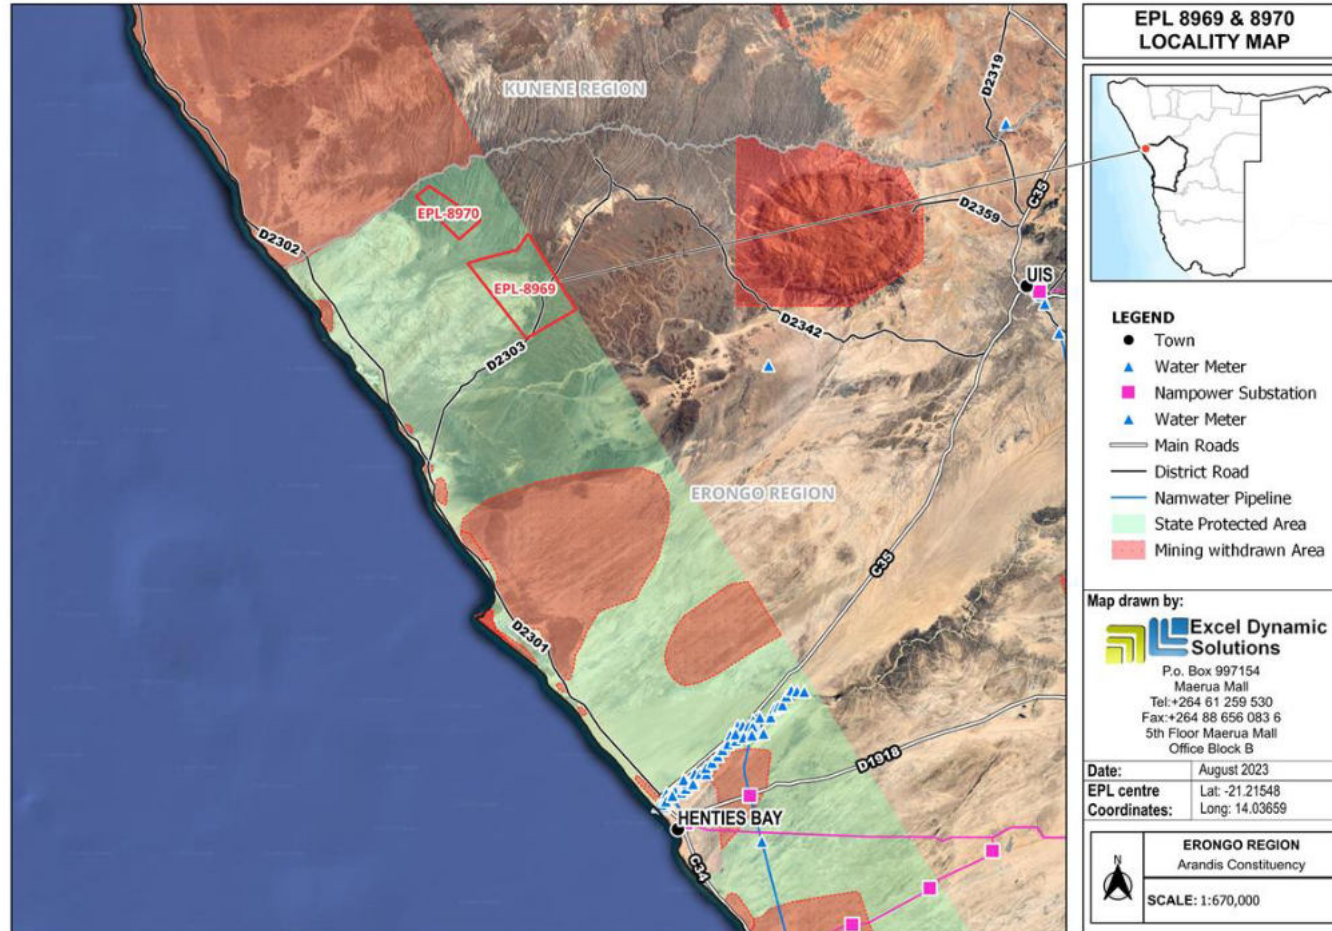 EPL 8969 & 8970
LOCALITY MAP
KUNENE REGION
D2319
EPL-8970
D2302
D2359
C35
UIS
EPL-8969
D2342
D2303
ERONGO REGION
C35
D2301
D1918
HENTIES BAY
C34
LEGEND
Town
Water Meter
Nampower Substation
Water Meter
Main Roads
District Road
Namwater Pipeline
State Protected Area
Mining withdrawn Area
Map drawn by:
Excel Dynamic
Solutions
P.o. Box 997154
Maerua Mall
Tel:+264 61 259 530
Fax:+264 88 656 083 6
5th Floor Maerua Mall
Office Block B
Date: August 2023
EPL centre Lat: -21.21548
Coordinates: Long: 14.03659
N
ERONGO REGION
Arandis Constituency
SCALE: 1:670,000